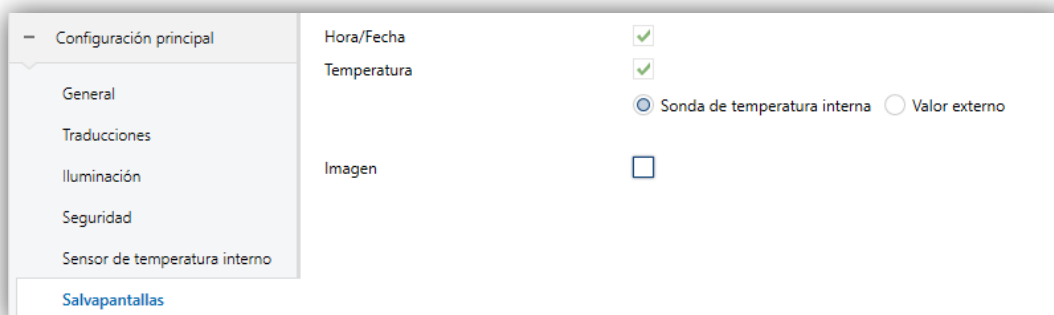 Configuración principal
General
Traducciones
Iluminación
Seguridad
Sensor de temperatura interno
Salvapantallas
Hora/Fecha
Temperatura
Sonda de temperatura interna
Valor externo
Imagen